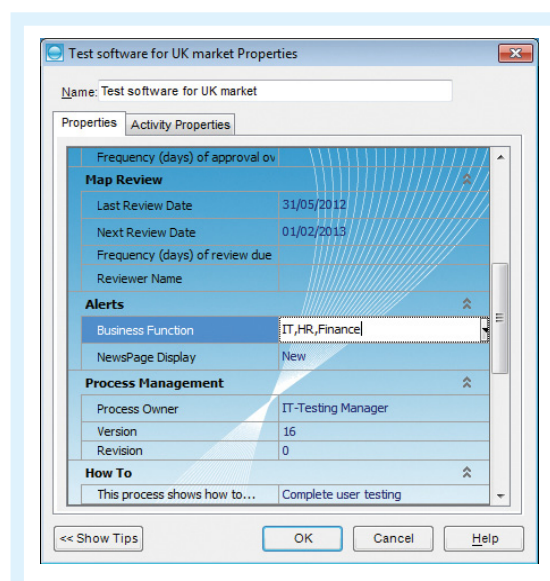 Test software for UK market Properties
Name: Test software for UK market
Properties Activity Properties
Frequency (days) of approval ov
Map Review
Last Review Date 31/05/2012
Next Review Date 01/02/2013
Frequency (days) of review due
Reviewer Name
Alerts
Business Function IT,HR,Finance
NewsPage Display New
Process Management
Process Owner IT-Testing Manager
Version 16
Revision 0
How To
This process shows how to... Complete user testing
<< Show Tips OK Cancel Help